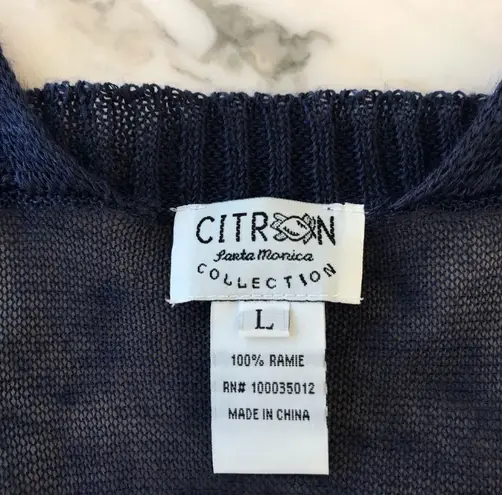 CITRON
Santa Monica
COLLECTION
L
100% RAMIE
RN# 100035012
MADE IN CHINA